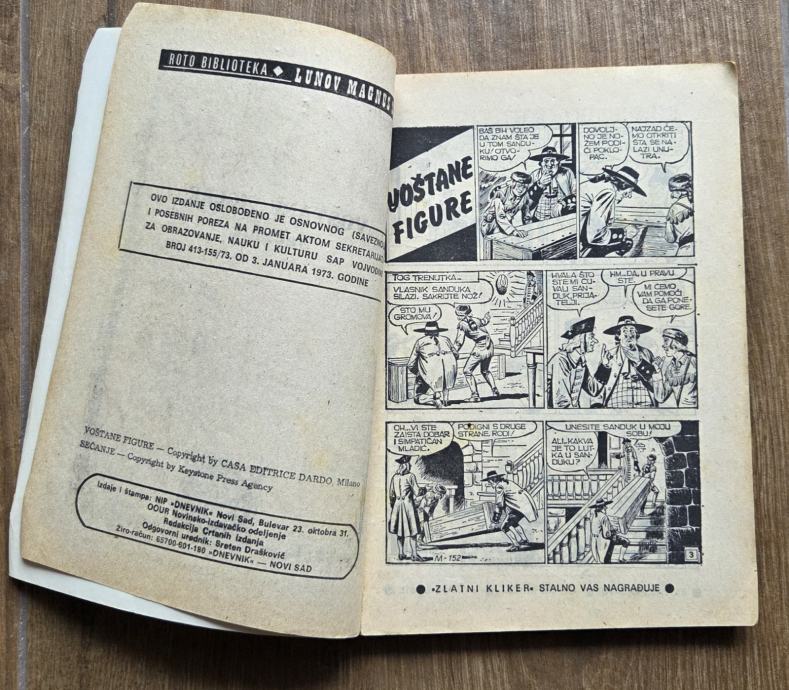 ROTO BIBLIOTEKA ◆ LUNOV MAGNUS
OVO IZDANJE OSLOBOĐENO JE OSNOVNOG (SAVEZNOG
I POSEBNIH POREZA NA PROMET AKTOM SEKRETARIJAT
ZA OBRAZOVANJE, NAUKU I KULTURU SAP VOJVODIN
BROJ 413-155/73, OD 3. JANUARA 1973. GODINE
VOŠTANE FIGURE — Copyright by CASA EDITRICE DARDO, Milano
SEĆANJE — Copyright by Keystone Press Agency
Izdaje i štampa: NIP »DNEVNIK« Novi Sad, Bulevar 23. oktobra 31.
OOUR Novinsko-izdavačko odeljenje
Redakcija Crtanih izdanja
Odgovorni urednik: Sreten Drašković
Žiro-račun: 65700-601-180 »DNEVNIK« — NOVI SAD
VOŠTANE
FIGURE
BAŠ BIH VOLEO
DA ZNAM ŠTA JE
U TOM SANDU-
KU! OTVO-
RIMO GA!
DOVOLJ-
NO JE NO-
ŽEM PODI-
ĆI POKLO-
PAC.
NAJZAD ĆE-
MO OTKRITI
ŠTA SE NA-
LAZI UNU-
TRA.
TOG TRENUTKA...
VLASNIK SANDUKA
SILAZI. SAKRIJTE NOŽ!
STO MU
GROMOVA!
HVALA ŠTO
STE MI ČU-
VALI SAN-
DUK, PRIJA-
TELJI.
HM...DA, U PRAVU
STE.
MI ĆEMO
VAM POMOĆI
DA GA PONE-
SETE GORE.
OH...VI STE
ZAISTA DOBAR
I SIMPATIČAN
MLADIĆ.
PODIGNI S DRUGE
STRANE, RODI!
UNESITE SANDUK U MOJU
SOBU!
ALI, KAKVA
JE TO LUT-
KA U SAN-
DUKU?
M-152
3
● »ZLATNI KLIKER« STALNO VAS NAGRAĐUJE ●